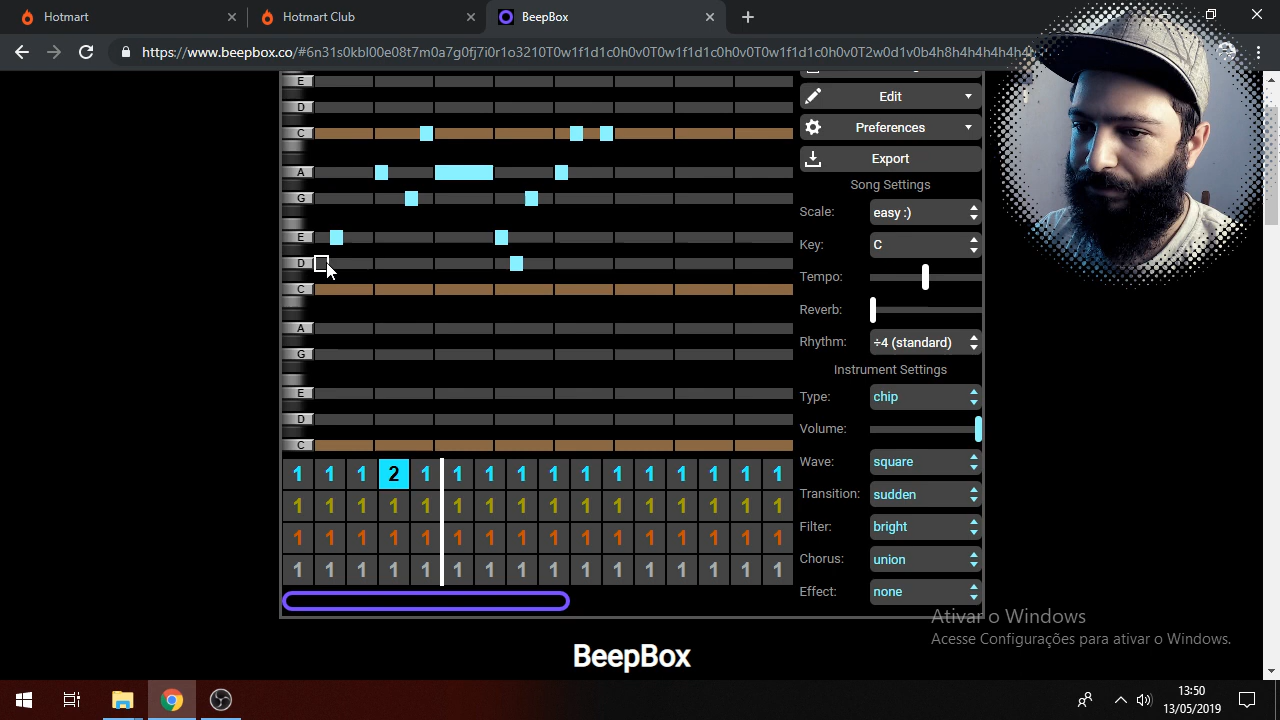 Hotmart
Hotmart Club
BeepBox
https://www.beepbox.co/#6n31s0kbl00e08t7m0a7g0fj7i0r1o3210T0w1f1d1c0h0v0T0w1f1d1c0h0v0T0w1f1d1c0h0v0T2w0d1v0b4h8h4h4h4h4h4
E
D
C
A
G
E
D
C
A
G
E
D
C
Edit
Preferences
Export
Song Settings
Scale: easy :)
Key: C
Tempo:
Reverb:
Rhythm: ÷4 (standard)
Instrument Settings
Type: chip
Volume:
Wave: square
Transition: sudden
Filter: bright
Chorus: union
Effect: none
1 1 1 2 1 1 1 1 1 1 1 1 1 1 1 1
1 1 1 1 1 1 1 1 1 1 1 1 1 1 1 1
1 1 1 1 1 1 1 1 1 1 1 1 1 1 1 1
1 1 1 1 1 1 1 1 1 1 1 1 1 1 1 1
Ativar o Windows
Acesse Configurações para ativar o Windows.
BeepBox
13:50
13/05/2019